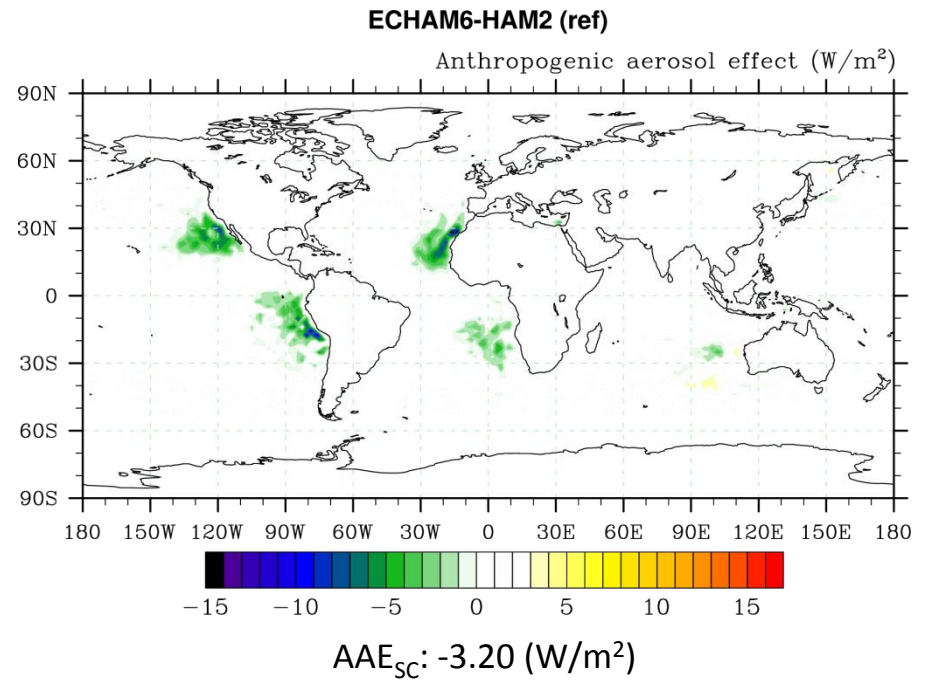 ECHAM6-HAM2 (ref)
Anthropogenic aerosol effect (W/m²)
90N
60N
30N
0
30S
60S
90S
180 150W 120W 90W 60W 30W 0 30E 60E 90E 120E 150E 180
−15 −10 −5 0 5 10 15
AAE_SC: -3.20 (W/m²)